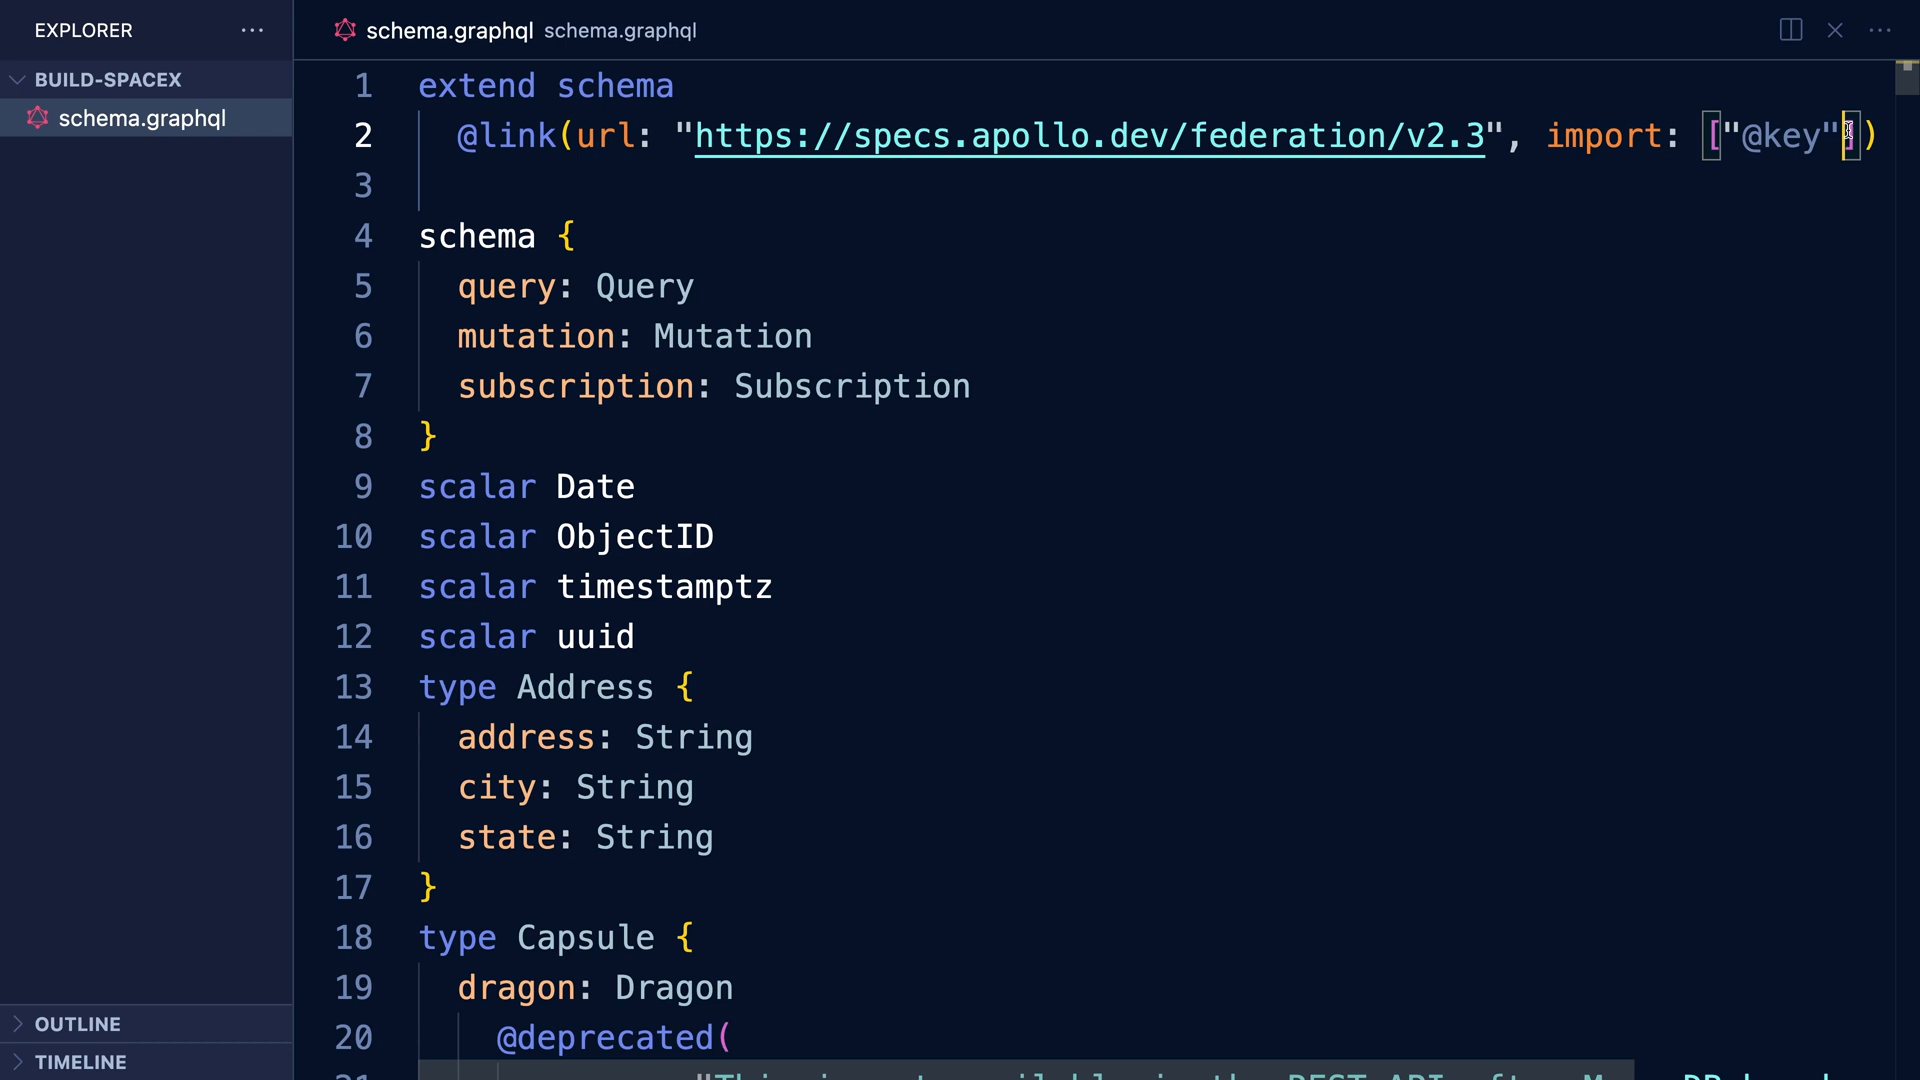 EXPLORER
schema.graphql schema.graphql
BUILD-SPACEX
schema.graphql
1 extend schema
2 @link(url: "https://specs.apollo.dev/federation/v2.3", import: ["@key"])
3
4 schema {
5 query: Query
6 mutation: Mutation
7 subscription: Subscription
8 }
9 scalar Date
10 scalar ObjectID
11 scalar timestamptz
12 scalar uuid
13 type Address {
14 address: String
15 city: String
16 state: String
17 }
18 type Capsule {
19 dragon: Dragon
20 @deprecated(
OUTLINE
TIMELINE